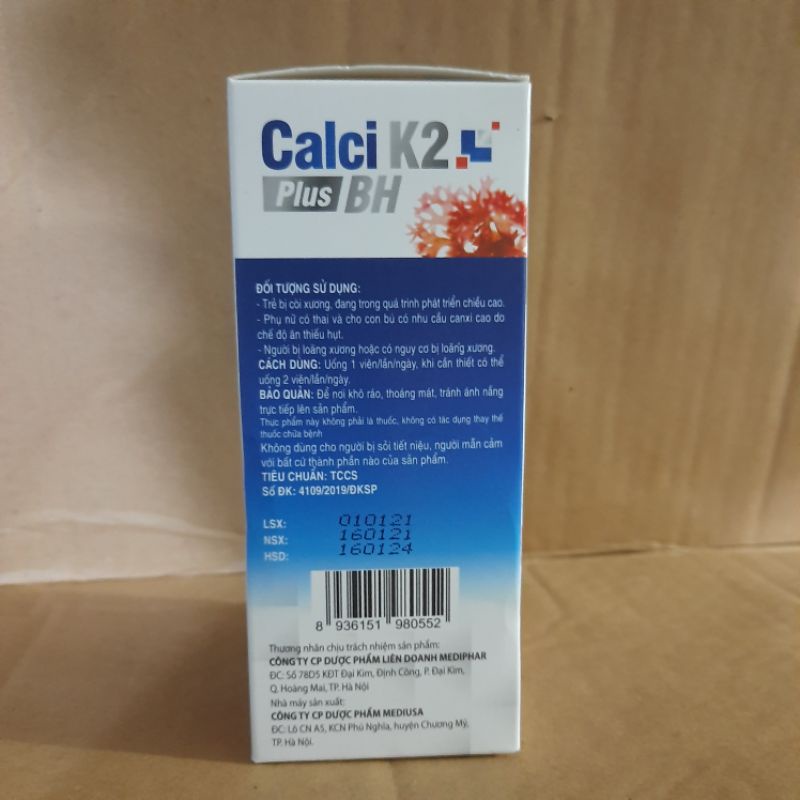 Calci K2
Plus BH
ĐỐI TƯỢNG SỬ DỤNG:
- Trẻ bị còi xương, đang trong quá trình phát triển chiều cao.
- Phụ nữ có thai và cho con bú có nhu cầu canxi cao do
chế độ ăn thiếu hụt.
- Người bị loãng xương hoặc có nguy cơ bị loãng xương.
CÁCH DÙNG: Uống 1 viên/lần/ngày, khi cần thiết có thể
uống 2 viên/lần/ngày.
BẢO QUẢN: Để nơi khô ráo, thoáng mát, tránh ánh nắng
trực tiếp lên sản phẩm.
Thực phẩm này không phải là thuốc, không có tác dụng thay thế
thuốc chữa bệnh
Không dùng cho người bị sỏi tiết niệu, người mẫn cảm
với bất cứ thành phần nào của sản phẩm.
TIÊU CHUẨN: TCCS
Số ĐK: 4109/2019/ĐKSP
LSX: 010121
NSX: 160121
HSD: 160124
8 936151 980552
Thương nhân chịu trách nhiệm sản phẩm:
CÔNG TY CP DƯỢC PHẨM LIÊN DOANH MEDIPHAR
ĐC: Số 78D5 KĐT Đại Kim, Định Công, P. Đại Kim,
Q. Hoàng Mai, TP. Hà Nội
Nhà máy sản xuất:
CÔNG TY CP DƯỢC PHẨM MEDIUSA
ĐC: Lô CN A5, KCN Phú Nghĩa, huyện Chương Mỹ,
TP. Hà Nội.